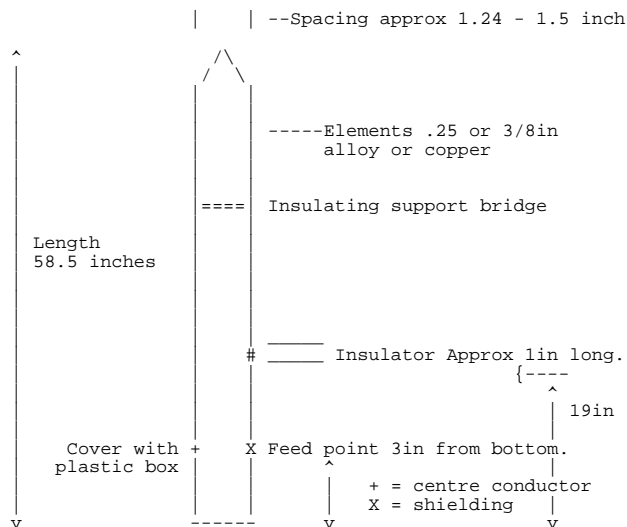 --Spacing approx 1.24 - 1.5 inch
-----Elements .25 or 3/8in
alloy or copper
==== Insulating support bridge
Length
58.5 inches
# Insulator Approx 1in long.
{----
19in
Cover with + X Feed point 3in from bottom.
plastic box
+ = centre conductor
X = shielding